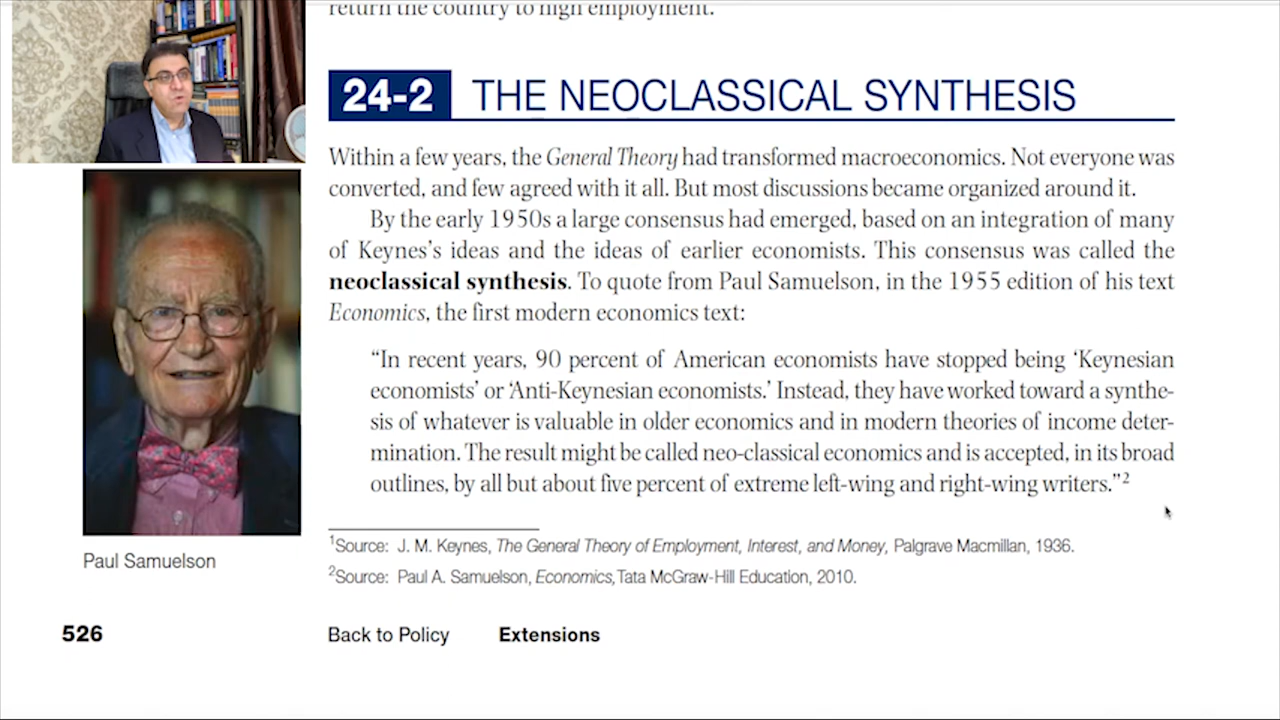 return the country to high employment.
24-2 THE NEOCLASSICAL SYNTHESIS
Within a few years, the General Theory had transformed macroeconomics. Not everyone was
converted, and few agreed with it all. But most discussions became organized around it.
By the early 1950s a large consensus had emerged, based on an integration of many
of Keynes’s ideas and the ideas of earlier economists. This consensus was called the
neoclassical synthesis. To quote from Paul Samuelson, in the 1955 edition of his text
Economics, the first modern economics text:
“In recent years, 90 percent of American economists have stopped being ‘Keynesian
economists’ or ‘Anti-Keynesian economists.’ Instead, they have worked toward a synthe-
sis of whatever is valuable in older economics and in modern theories of income deter-
mination. The result might be called neo-classical economics and is accepted, in its broad
outlines, by all but about five percent of extreme left-wing and right-wing writers.”2
1Source: J. M. Keynes, The General Theory of Employment, Interest, and Money, Palgrave Macmillan, 1936.
2Source: Paul A. Samuelson, Economics, Tata McGraw-Hill Education, 2010.
Paul Samuelson
526 Back to Policy Extensions